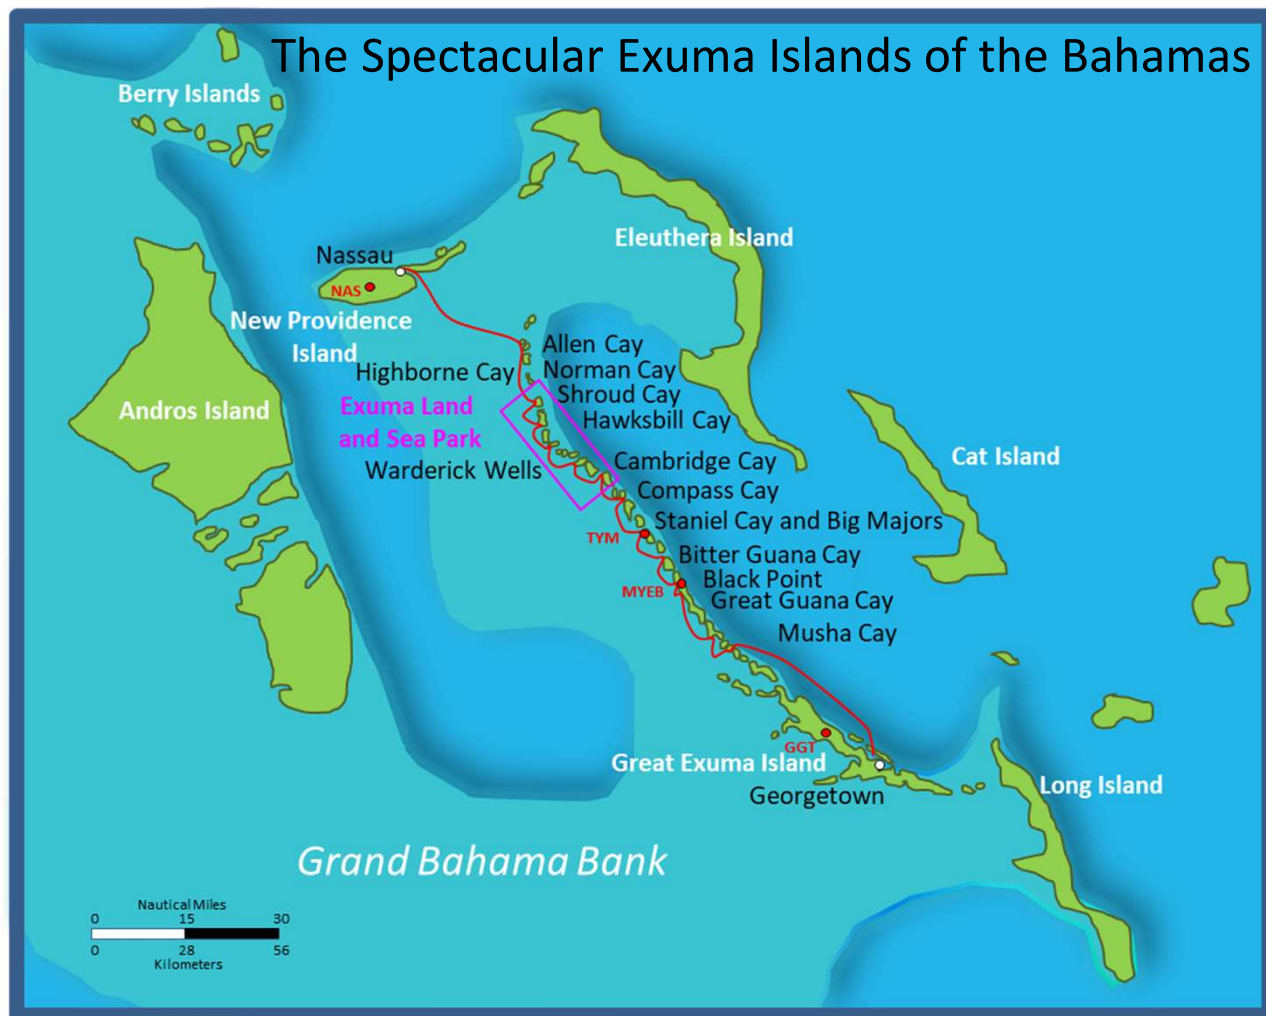 The Spectacular Exuma Islands of the Bahamas
Berry Islands
Eleuthera Island
Nassau
NAS
New Providence
Island
Allen Cay
Highborne Cay
Norman Cay
Shroud Cay
Exuma Land
and Sea Park
Andros Island
Hawksbill Cay
Warderick Wells
Cambridge Cay
Cat Island
Compass Cay
Staniel Cay and Big Majors
TYM
Bitter Guana Cay
Black Point
MYEB
Great Guana Cay
Musha Cay
GGT
Great Exuma Island
Georgetown
Long Island
Grand Bahama Bank
Nautical Miles
0 15 30
0 28 56
Kilometers